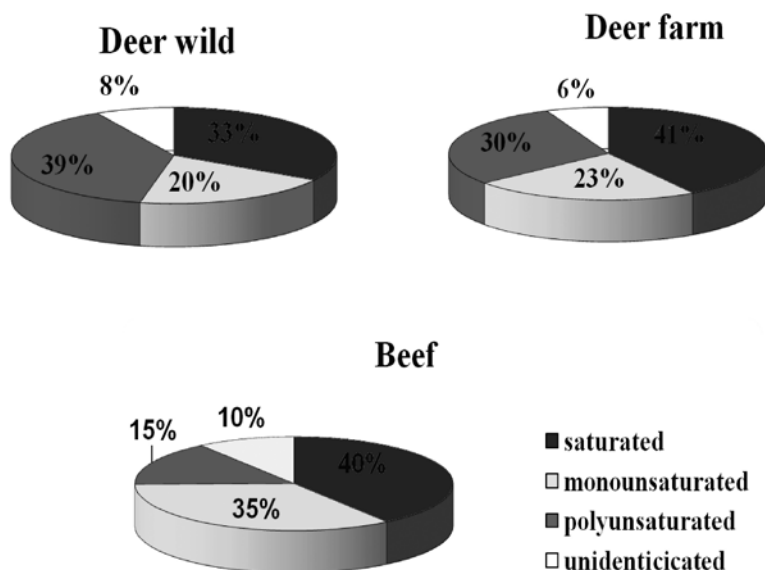 Deer wild
8%
33%
39%
20%
Deer farm
6%
41%
30%
23%
Beef
10%
15%
40%
35%
saturated
monounsaturated
polyunsaturated
unidenticicated